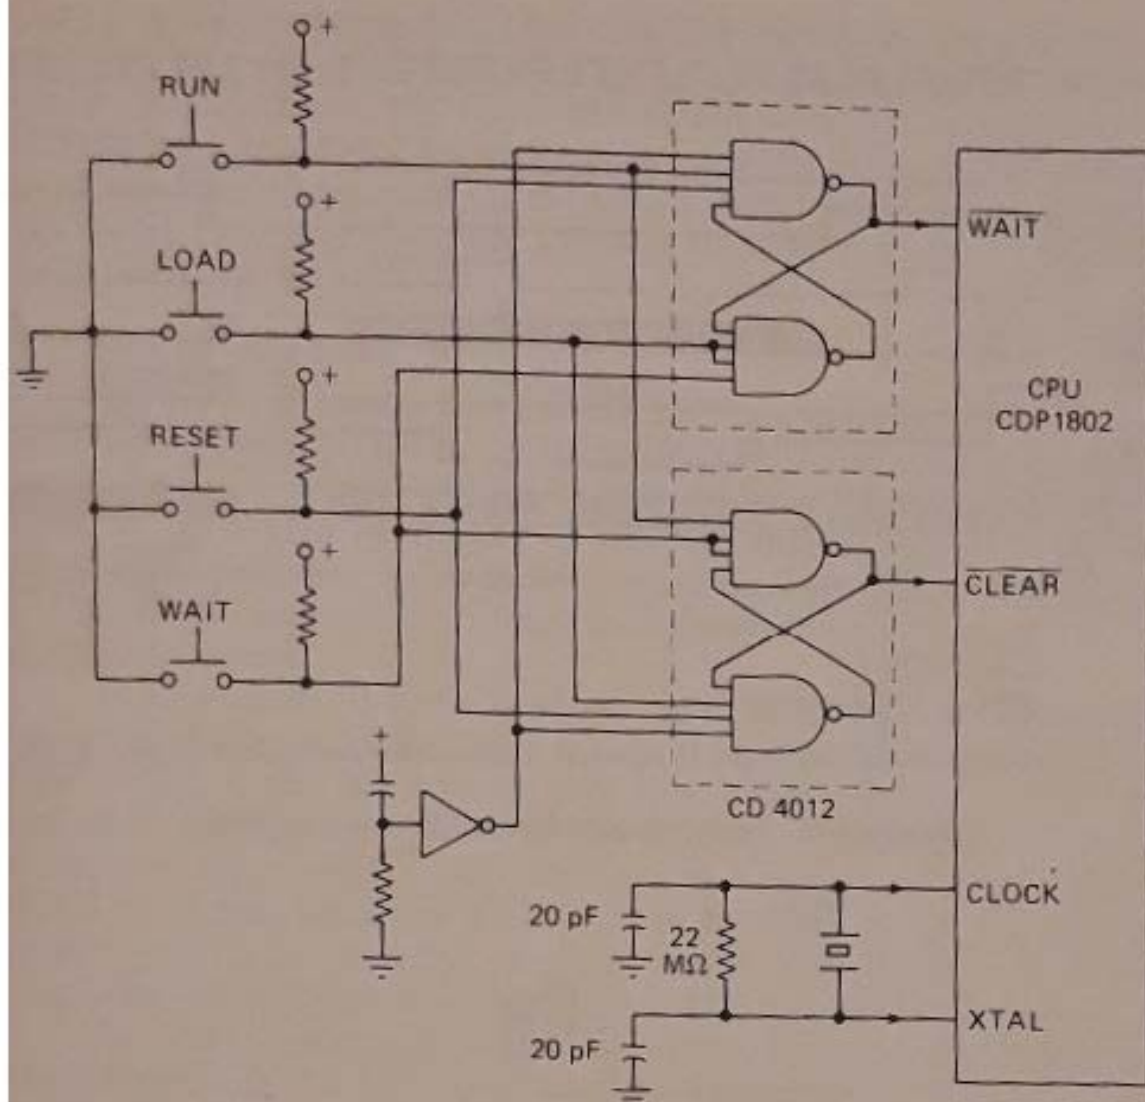 +
RUN
+
LOAD
WAIT
+
CPU
CDP1802
RESET
+
CLEAR
WAIT
+
CD 4012
CLOCK
20 pF
22
MΩ
XTAL
20 pF